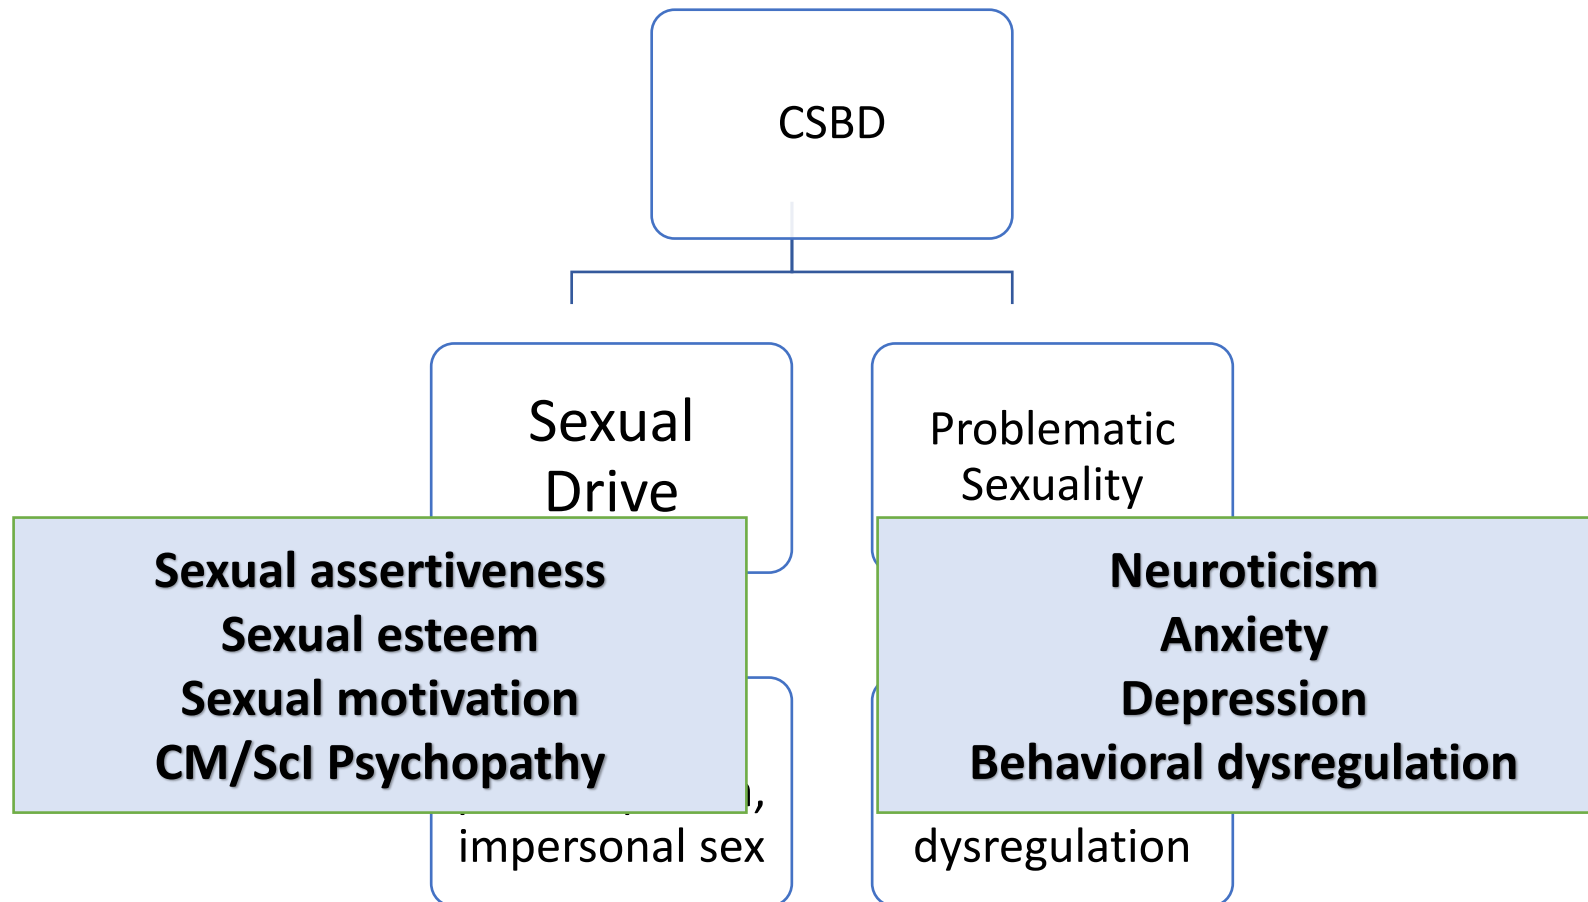 CSBD
Sexual
Drive
Problematic
Sexuality
Sexual assertiveness
Sexual esteem
Sexual motivation
CM/ScI Psychopathy
Neuroticism
Anxiety
Depression
Behavioral dysregulation
impersonal sex
dysregulation